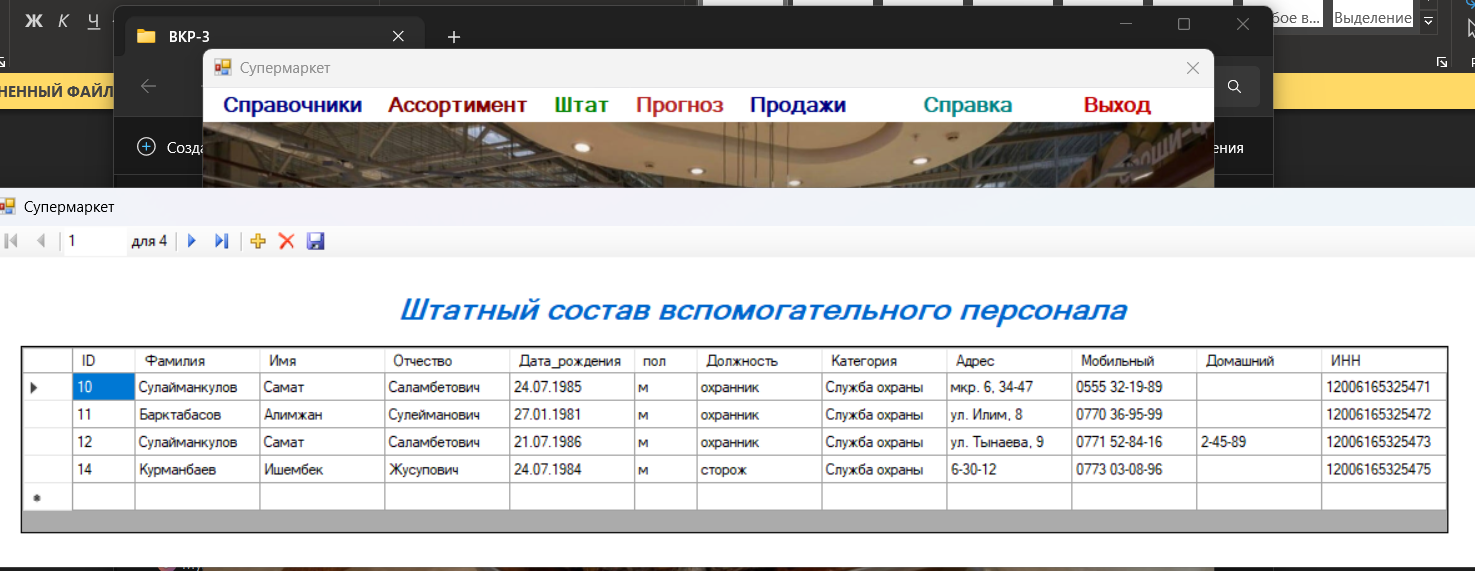 Ж К Ч
бое в... Выделение
ВКР-3
Супермаркет
НЕННЫЙ ФАЙЛ
Справочники Ассортимент Штат Прогноз Продажи Справка Выход
Созда
ения
Супермаркет
1 для 4
Штатный состав вспомогательного персонала
ID Фамилия Имя Отчество Дата_рождения пол Должность Категория Адрес Мобильный Домашний ИНН
10 Сулайманкулов Самат Саламбетович 24.07.1985 м охранник Служба охраны мкр. 6, 34-47 0555 32-19-89 12006165325471
11 Барктабасов Алимжан Сулейманович 27.01.1981 м охранник Служба охраны ул. Илим, 8 0770 36-95-99 12006165325472
12 Сулайманкулов Самат Саламбетович 21.07.1986 м охранник Служба охраны ул. Тынаева, 9 0771 52-84-16 2-45-89 12006165325473
14 Курманбаев Ишембек Жусупович 24.07.1984 м сторож Служба охраны 6-30-12 0773 03-08-96 12006165325475